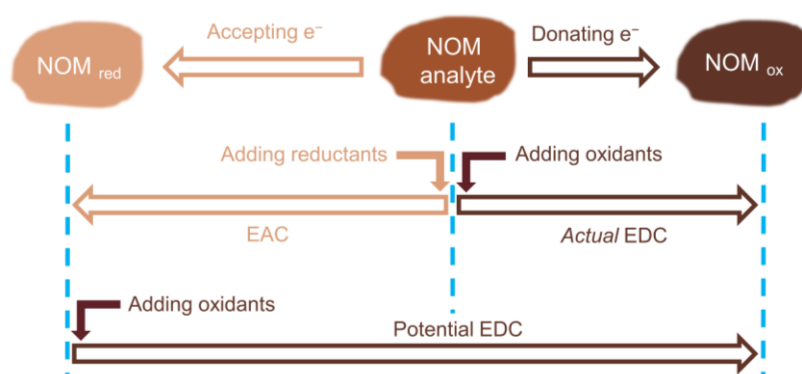 Accepting e⁻
NOM analyte
Donating e⁻
NOM red
NOM ox
Adding reductants
Adding oxidants
EAC
Actual EDC
Adding oxidants
Potential EDC